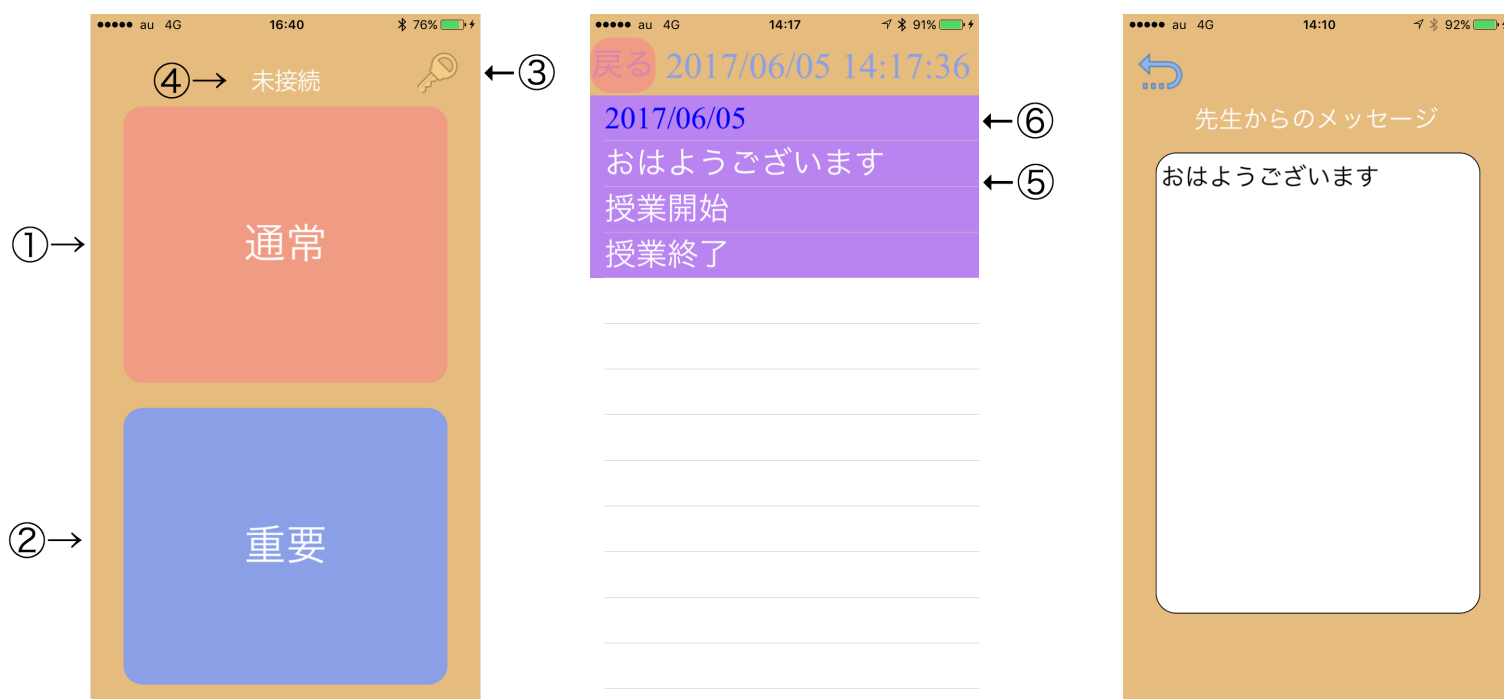 ●●●●● au 4G 16:40 76%
④→ 未接続 ←③
①→ 通常
②→ 重要
●●●●● au 4G 14:17 91%
戻る 2017/06/05 14:17:36
2017/06/05 ←⑥
おはようございます ←⑤
授業開始
授業終了
●●●●● au 4G 14:10 92%
先生からのメッセージ
おはようございます